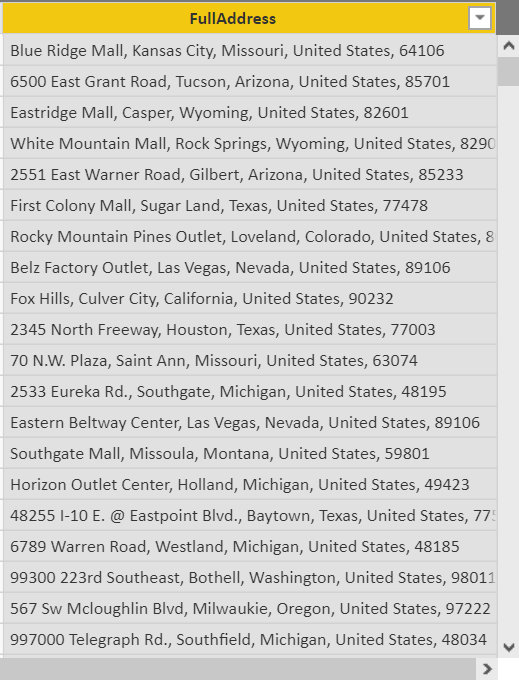 FullAddress
Blue Ridge Mall, Kansas City, Missouri, United States, 64106
6500 East Grant Road, Tucson, Arizona, United States, 85701
Eastridge Mall, Casper, Wyoming, United States, 82601
White Mountain Mall, Rock Springs, Wyoming, United States, 8290
2551 East Warner Road, Gilbert, Arizona, United States, 85233
First Colony Mall, Sugar Land, Texas, United States, 77478
Rocky Mountain Pines Outlet, Loveland, Colorado, United States, 8
Belz Factory Outlet, Las Vegas, Nevada, United States, 89106
Fox Hills, Culver City, California, United States, 90232
2345 North Freeway, Houston, Texas, United States, 77003
70 N.W. Plaza, Saint Ann, Missouri, United States, 63074
2533 Eureka Rd., Southgate, Michigan, United States, 48195
Eastern Beltway Center, Las Vegas, Nevada, United States, 89106
Southgate Mall, Missoula, Montana, United States, 59801
Horizon Outlet Center, Holland, Michigan, United States, 49423
48255 I-10 E. @ Eastpoint Blvd., Baytown, Texas, United States, 77
6789 Warren Road, Westland, Michigan, United States, 48185
99300 223rd Southeast, Bothell, Washington, United States, 98011
567 Sw Mcloughlin Blvd, Milwaukie, Oregon, United States, 97222
997000 Telegraph Rd., Southfield, Michigan, United States, 48034